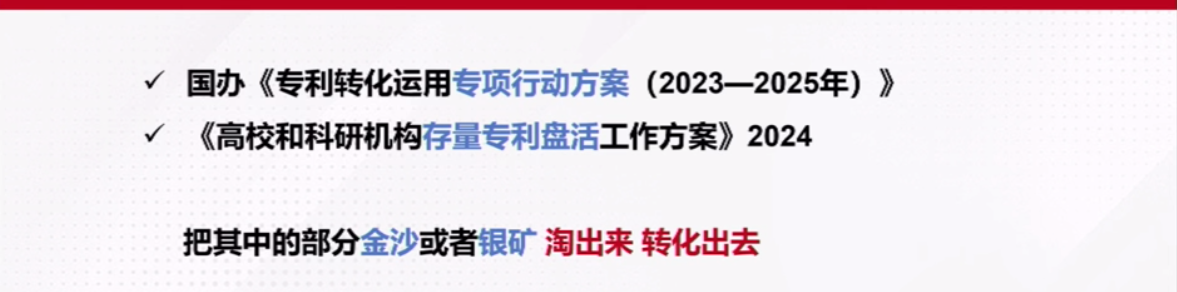 ✓ 国办《专利转化运用专项行动方案（2023—2025年）》
✓ 《高校和科研机构存量专利盘活工作方案》2024
把其中的部分金沙或者银矿 淘出来 转化出去